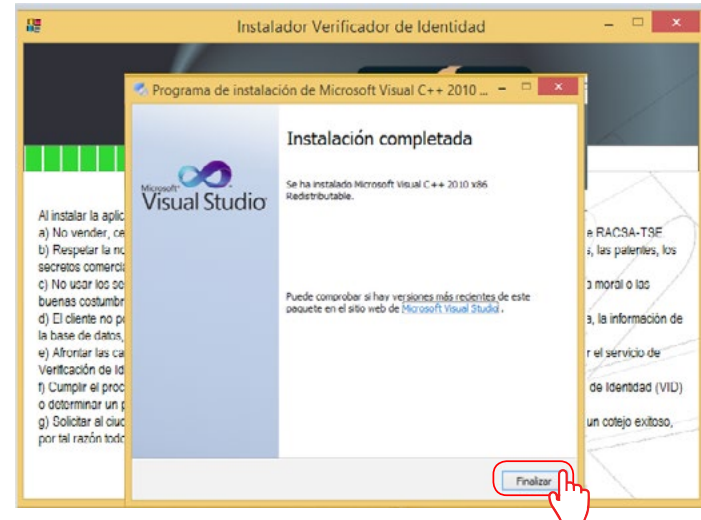 Instalador Verificador de Identidad
Programa de instalación de Microsoft Visual C++ 2010 ...
Instalación completada
Microsoft
Visual Studio
Se ha instalado Microsoft Visual C++ 2010 x86
Redistributable.
Puede comprobar si hay versiones más recientes de este
paquete en el sitio web de Microsoft Visual Studio.
Finalizar
Al instalar la aplic
a) No vender, ce
e RACSA-TSE
b) Respetar la no
s, las patentes, los
secretos comercia
c) No usar los se
moral o las
buenas costumbr
d) El cliente no po
a, la información de
la base de datos,
e) Afrontar las ca
r el servicio de
Verificación de Id
f) Cumplir el proc
de Identidad (VID)
o determinar un p
g) Solicitar al ciud
un cotejo exitoso,
por tal razón todo